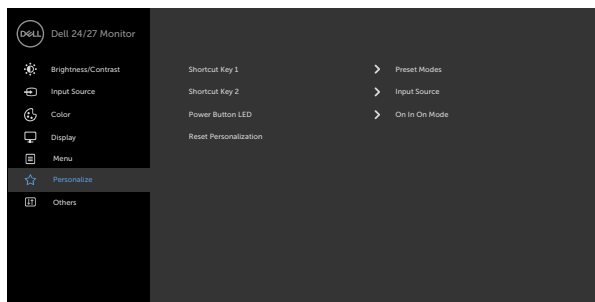 DELL
Dell 24/27 Monitor
Brightness/Contrast
Input Source
Color
Display
Menu
Personalize
Others
Shortcut Key 1 Preset Modes
Shortcut Key 2 Input Source
Power Button LED On In On Mode
Reset Personalization